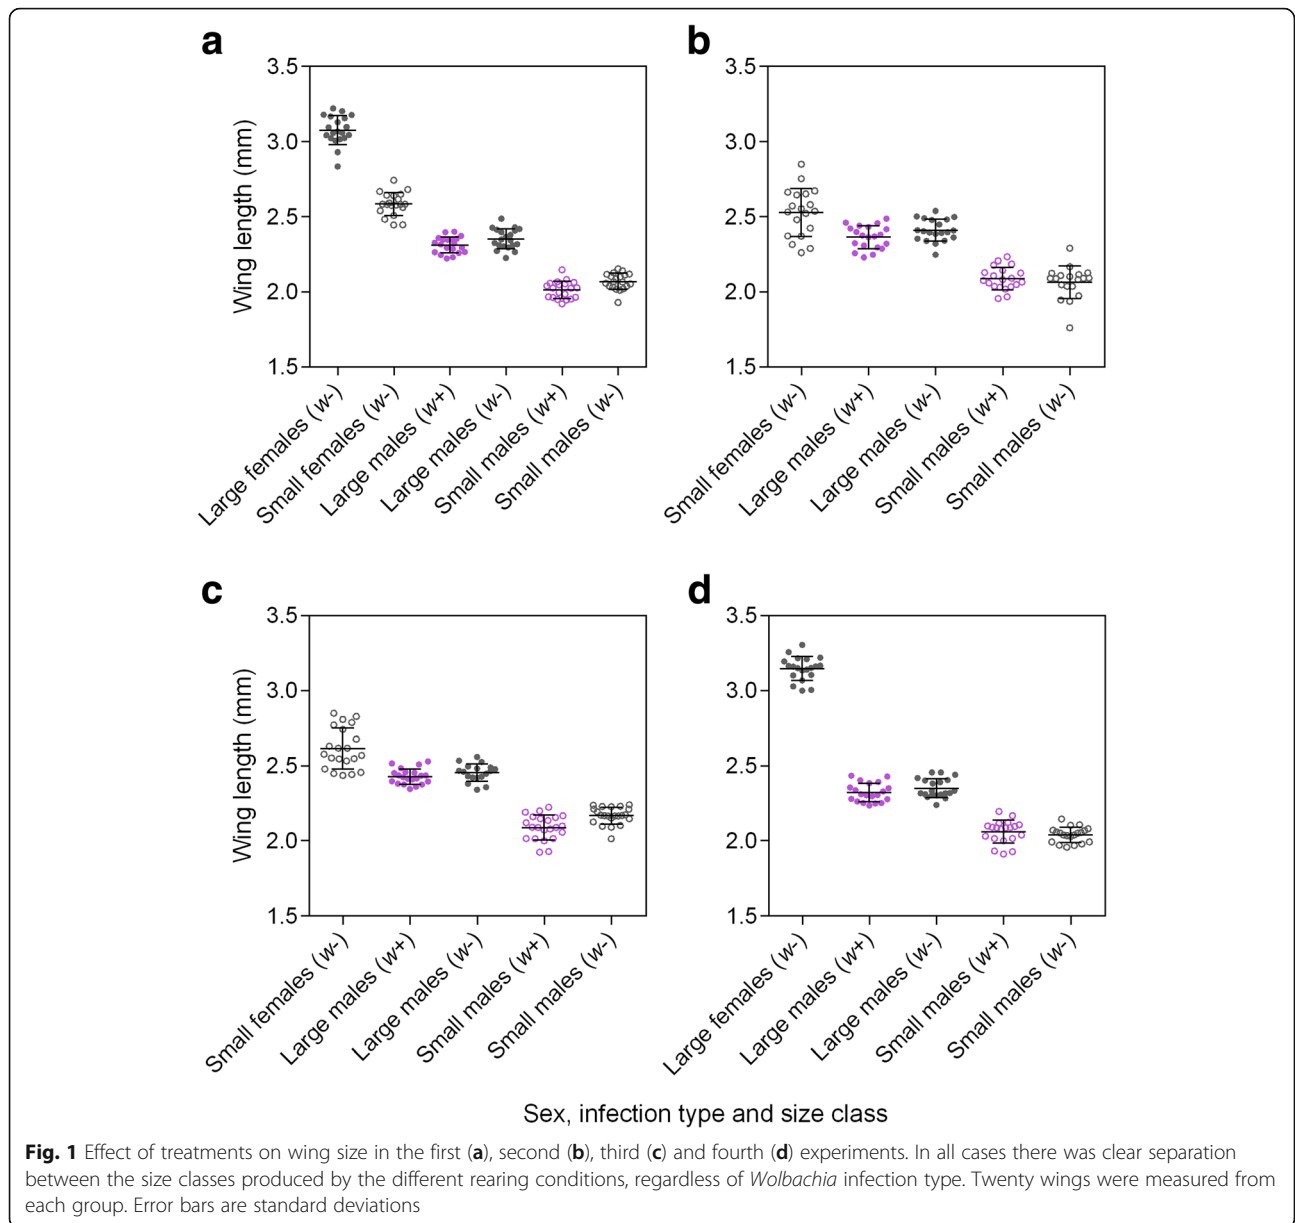 a
Wing length (mm)
3.5
3.0
2.5
2.0
1.5
Large females (w-)
Small females (w-)
Large males (w+)
Large males (w-)
Small males (w+)
Small males (w-)
b
3.5
3.0
2.5
2.0
1.5
Small females (w-)
Large males (w+)
Large males (w-)
Small males (w+)
Small males (w-)
c
Wing length (mm)
3.5
3.0
2.5
2.0
1.5
Small females (w-)
Large males (w+)
Large males (w-)
Small males (w+)
Small males (w-)
d
3.5
3.0
2.5
2.0
1.5
Large females (w-)
Large males (w+)
Large males (w-)
Small males (w+)
Small males (w-)
Sex, infection type and size class
Fig. 1 Effect of treatments on wing size in the first (a), second (b), third (c) and fourth (d) experiments. In all cases there was clear separation
between the size classes produced by the different rearing conditions, regardless of Wolbachia infection type. Twenty wings were measured from
each group. Error bars are standard deviations